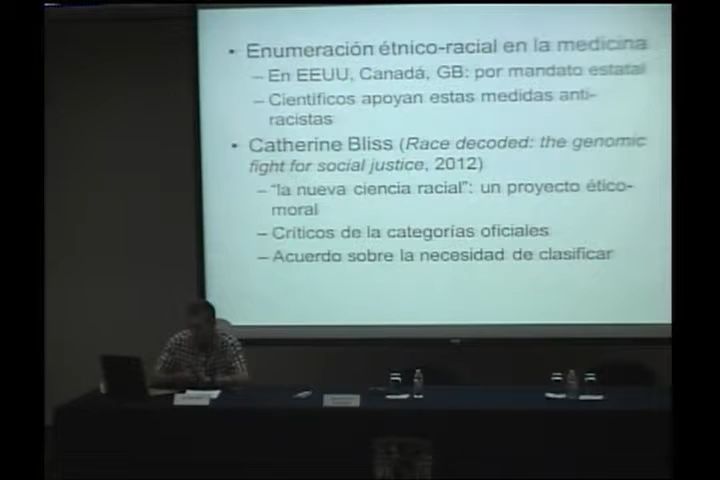 • Enumeración étnico-racial en la medicina
– En EEUU, Canadá, GB: por mandato estatal
– Científicos apoyan estas medidas anti-
racistas
• Catherine Bliss (Race decoded: the genomic
fight for social justice, 2012)
– "la nueva ciencia racial": un proyecto ético-
moral
– Críticos de la categorías oficiales
– Acuerdo sobre la necesidad de clasificar